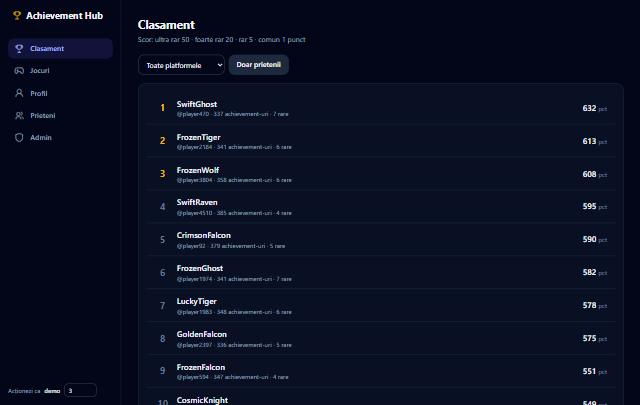 Achievement Hub
Clasament
Jocuri
Profil
Prieteni
Admin
Acționezi ca demo 3
Clasament
Scor: ultra rar 50 · foarte rar 20 · rar 5 · comun 1 punct
Toate platformele
Doar prietenii
1 SwiftGhost 632 pct
@player470 · 337 achievement-uri · 7 rare
2 FrozenTiger 613 pct
@player2184 · 341 achievement-uri · 6 rare
3 FrozenWolf 608 pct
@player3804 · 358 achievement-uri · 6 rare
4 SwiftRaven 595 pct
@player4510 · 385 achievement-uri · 4 rare
5 CrimsonFalcon 590 pct
@player92 · 379 achievement-uri · 5 rare
6 FrozenGhost 582 pct
@player1974 · 341 achievement-uri · 7 rare
7 LuckyTiger 578 pct
@player1983 · 348 achievement-uri · 6 rare
8 GoldenFalcon 575 pct
@player2397 · 336 achievement-uri · 5 rare
9 FrozenFalcon 551 pct
@player594 · 347 achievement-uri · 4 rare
10 CosmicKnight 549 pct